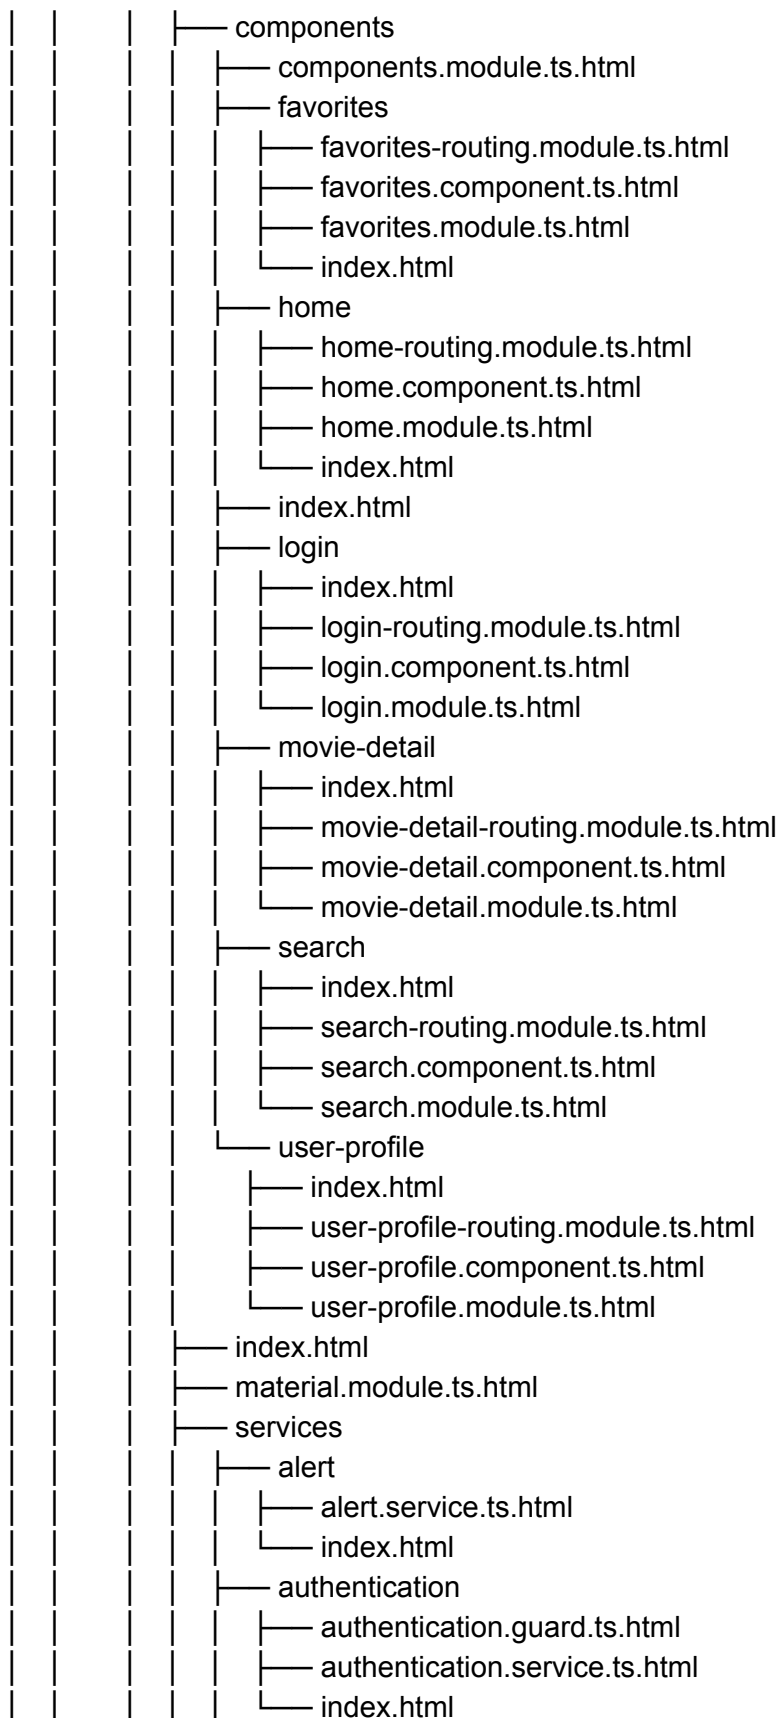 │ │ │ ├── components
│ │ │ │ ├── components.module.ts.html
│ │ │ │ ├── favorites
│ │ │ │ │ ├── favorites-routing.module.ts.html
│ │ │ │ │ ├── favorites.component.ts.html
│ │ │ │ │ ├── favorites.module.ts.html
│ │ │ │ │ └── index.html
│ │ │ │ ├── home
│ │ │ │ │ ├── home-routing.module.ts.html
│ │ │ │ │ ├── home.component.ts.html
│ │ │ │ │ ├── home.module.ts.html
│ │ │ │ │ └── index.html
│ │ │ │ ├── index.html
│ │ │ │ ├── login
│ │ │ │ │ ├── index.html
│ │ │ │ │ ├── login-routing.module.ts.html
│ │ │ │ │ ├── login.component.ts.html
│ │ │ │ │ └── login.module.ts.html
│ │ │ │ ├── movie-detail
│ │ │ │ │ ├── index.html
│ │ │ │ │ ├── movie-detail-routing.module.ts.html
│ │ │ │ │ ├── movie-detail.component.ts.html
│ │ │ │ │ └── movie-detail.module.ts.html
│ │ │ │ ├── search
│ │ │ │ │ ├── index.html
│ │ │ │ │ ├── search-routing.module.ts.html
│ │ │ │ │ ├── search.component.ts.html
│ │ │ │ │ └── search.module.ts.html
│ │ │ │ └── user-profile
│ │ │ │ ├── index.html
│ │ │ │ ├── user-profile-routing.module.ts.html
│ │ │ │ ├── user-profile.component.ts.html
│ │ │ │ └── user-profile.module.ts.html
│ │ │ ├── index.html
│ │ │ ├── material.module.ts.html
│ │ │ ├── services
│ │ │ │ ├── alert
│ │ │ │ │ ├── alert.service.ts.html
│ │ │ │ │ └── index.html
│ │ │ │ ├── authentication
│ │ │ │ │ ├── authentication.guard.ts.html
│ │ │ │ │ ├── authentication.service.ts.html
│ │ │ │ │ └── index.html